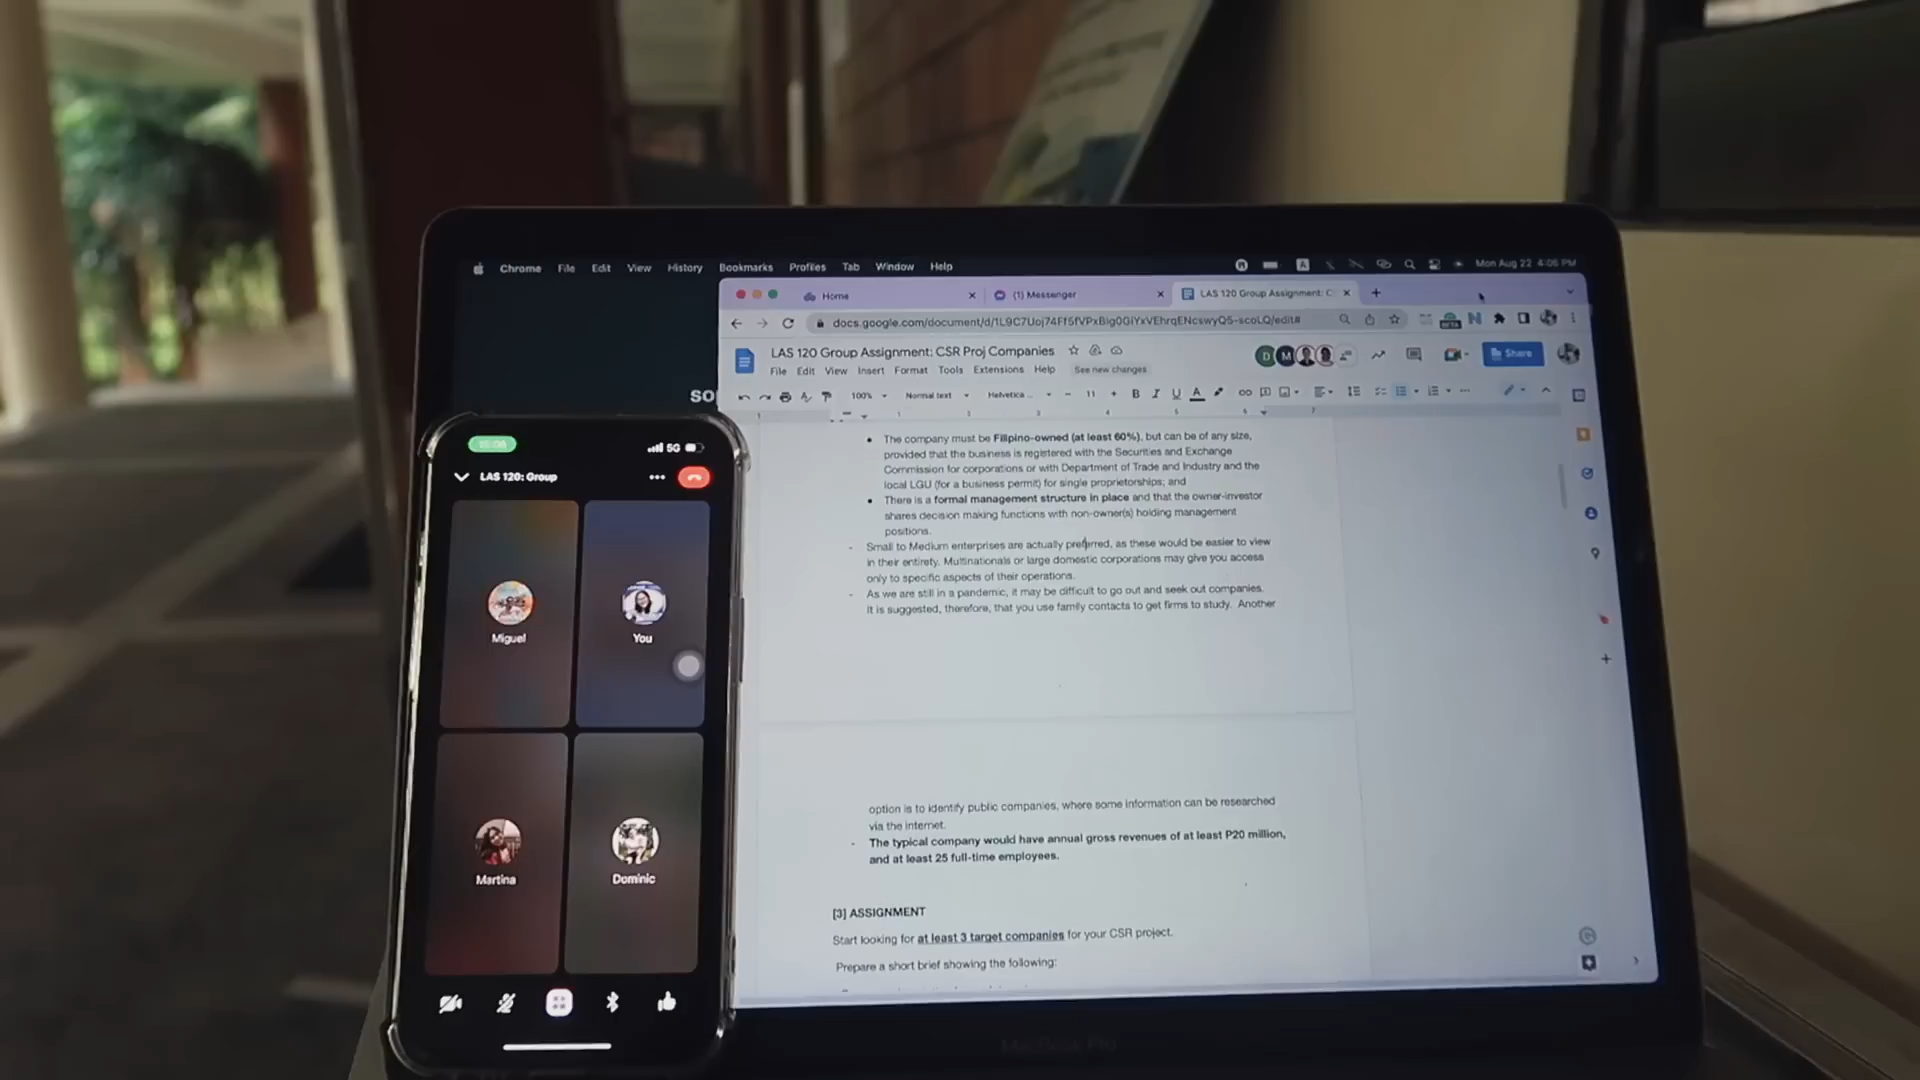 Chrome File Edit View History Bookmarks Profiles Tab Window Help
Mon Aug 22 4:06 PM
Home
(1) Messenger
LAS 120 Group Assignment: C
LAS 120 Group Assignment: CSR Proj Companies
File Edit View Insert Format Tools Extensions Help See new changes
Share
100% Normal text Helvetica ... 11
The company must be Filipino-owned (at least 60%), but can be of any size,
provided that the business is registered with the Securities and Exchange
Commission for corporations or with Department of Trade and Industry and the
local LGU (for a business permit) for single proprietorships; and
There is a formal management structure in place and that the owner-investor
shares decision making functions with non-owner(s) holding management
positions.
- Small to Medium enterprises are actually preferred, as these would be easier to view
in their entirety. Multinationals or large domestic corporations may give you access
only to specific aspects of their operations.
- As we are still in a pandemic, it may be difficult to go out and seek out companies.
It is suggested, therefore, that you use family contacts to get firms to study. Another
option is to identify public companies, where some information can be researched
via the internet.
- The typical company would have annual gross revenues of at least P20 million,
and at least 25 full-time employees.
[3] ASSIGNMENT
Start looking for at least 3 target companies for your CSR project.
Prepare a short brief showing the following:
5G
LAS 120: Group
Miguel
You
Martina
Dominic